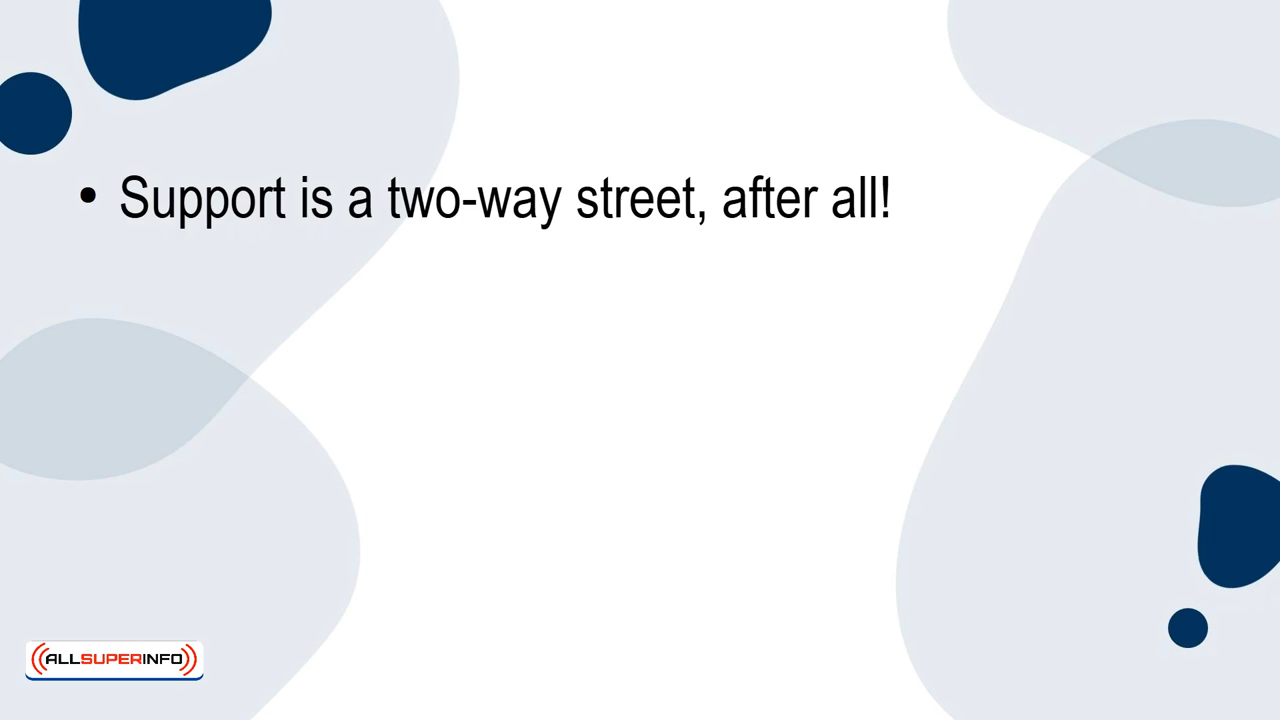 • Support is a two-way street, after all!
((ALLSUPERINFO))